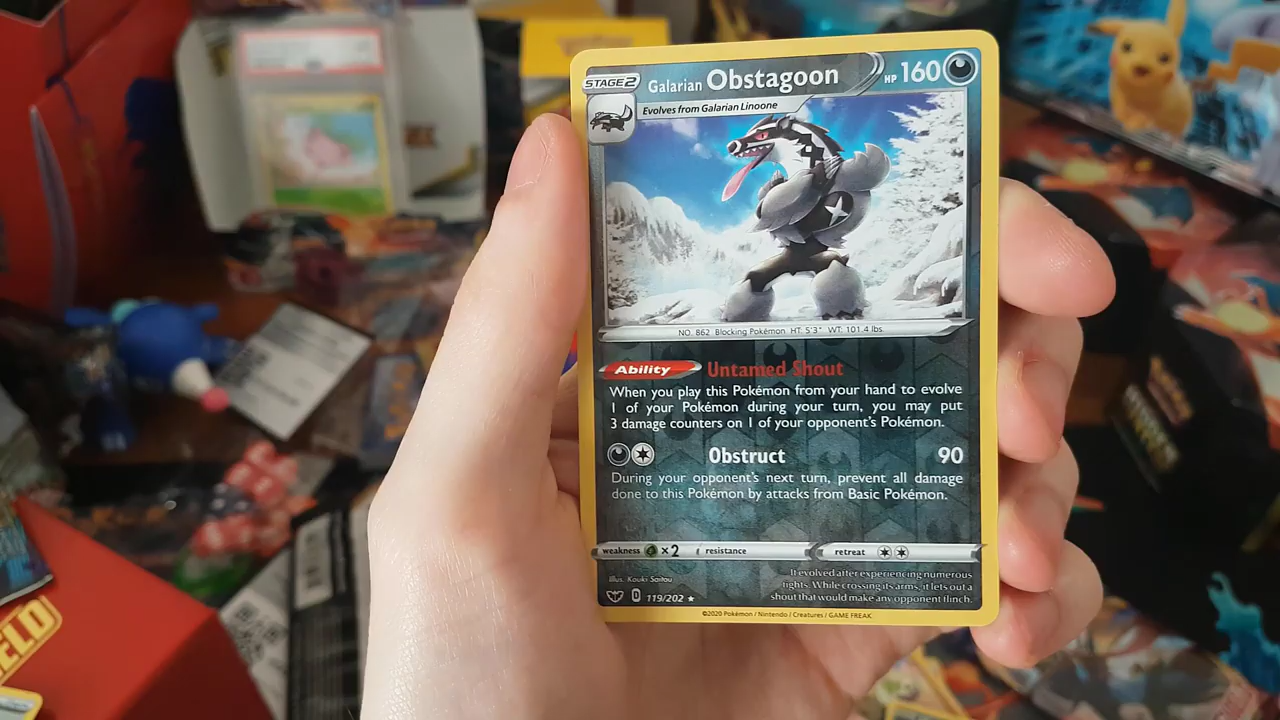 STAGE 2
Galarian Obstagoon
HP 160
Evolves from Galarian Linoone
NO. 862 Blocking Pokémon HT: 5'3" WT: 101.4 lbs.
Ability Untamed Shout
When you play this Pokémon from your hand to evolve
1 of your Pokémon during your turn, you may put
3 damage counters on 1 of your opponent's Pokémon.
Obstruct 90
During your opponent's next turn, prevent all damage
done to this Pokémon by attacks from Basic Pokémon.
weakness ×2 resistance retreat
Illus. Kouki Saitou
It evolved after experiencing numerous
fights. While crossing its arms, it lets out a
shout that would make any opponent flinch.
119/202 ★
©2020 Pokémon / Nintendo / Creatures / GAME FREAK